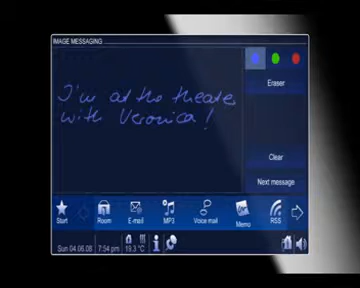 IMAGE MESSAGING
I'm at the theater
with Veronica!
Eraser
Clear
Next message
Start
Room
E-mail
MP3
Voice mail
Memo
RSS
Sun 04.06.08
7:54 pm
19.3 °C